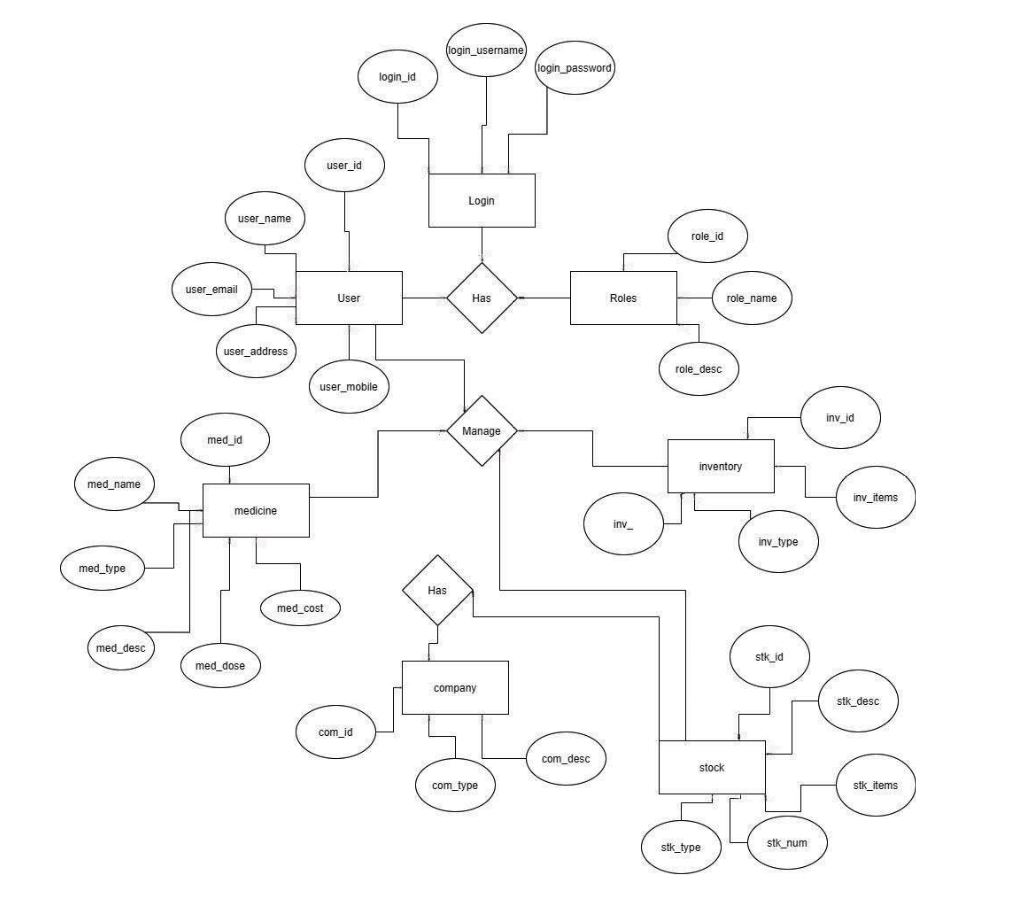 login_username
login_password
login_id
user_id
Login
user_name
role_id
user_email
User
Has
Roles
role_name
user_address
role_desc
user_mobile
inv_id
med_id
Manage
inventory
med_name
inv_items
medicine
inv_
inv_type
med_type
Has
med_cost
med_desc
med_dose
stk_id
company
stk_desc
com_id
com_desc
stock
com_type
stk_items
stk_type
stk_num